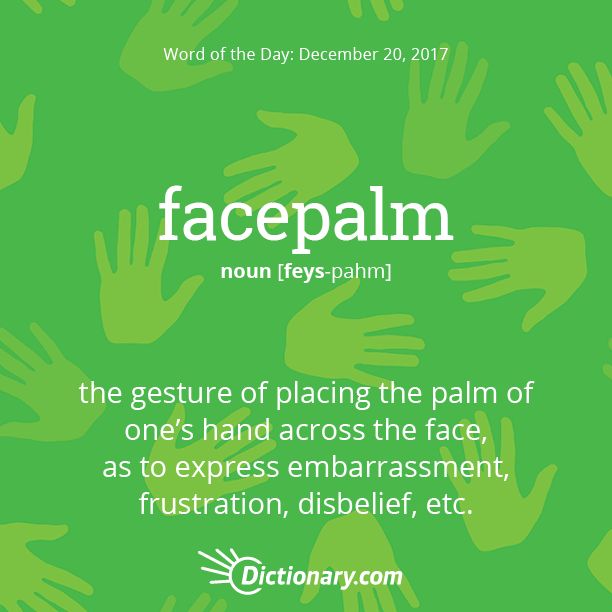 Word of the Day: December 20, 2017
facepalm
noun [feys-pahm]
the gesture of placing the palm of
one’s hand across the face,
as to express embarrassment,
frustration, disbelief, etc.
Dictionary.com